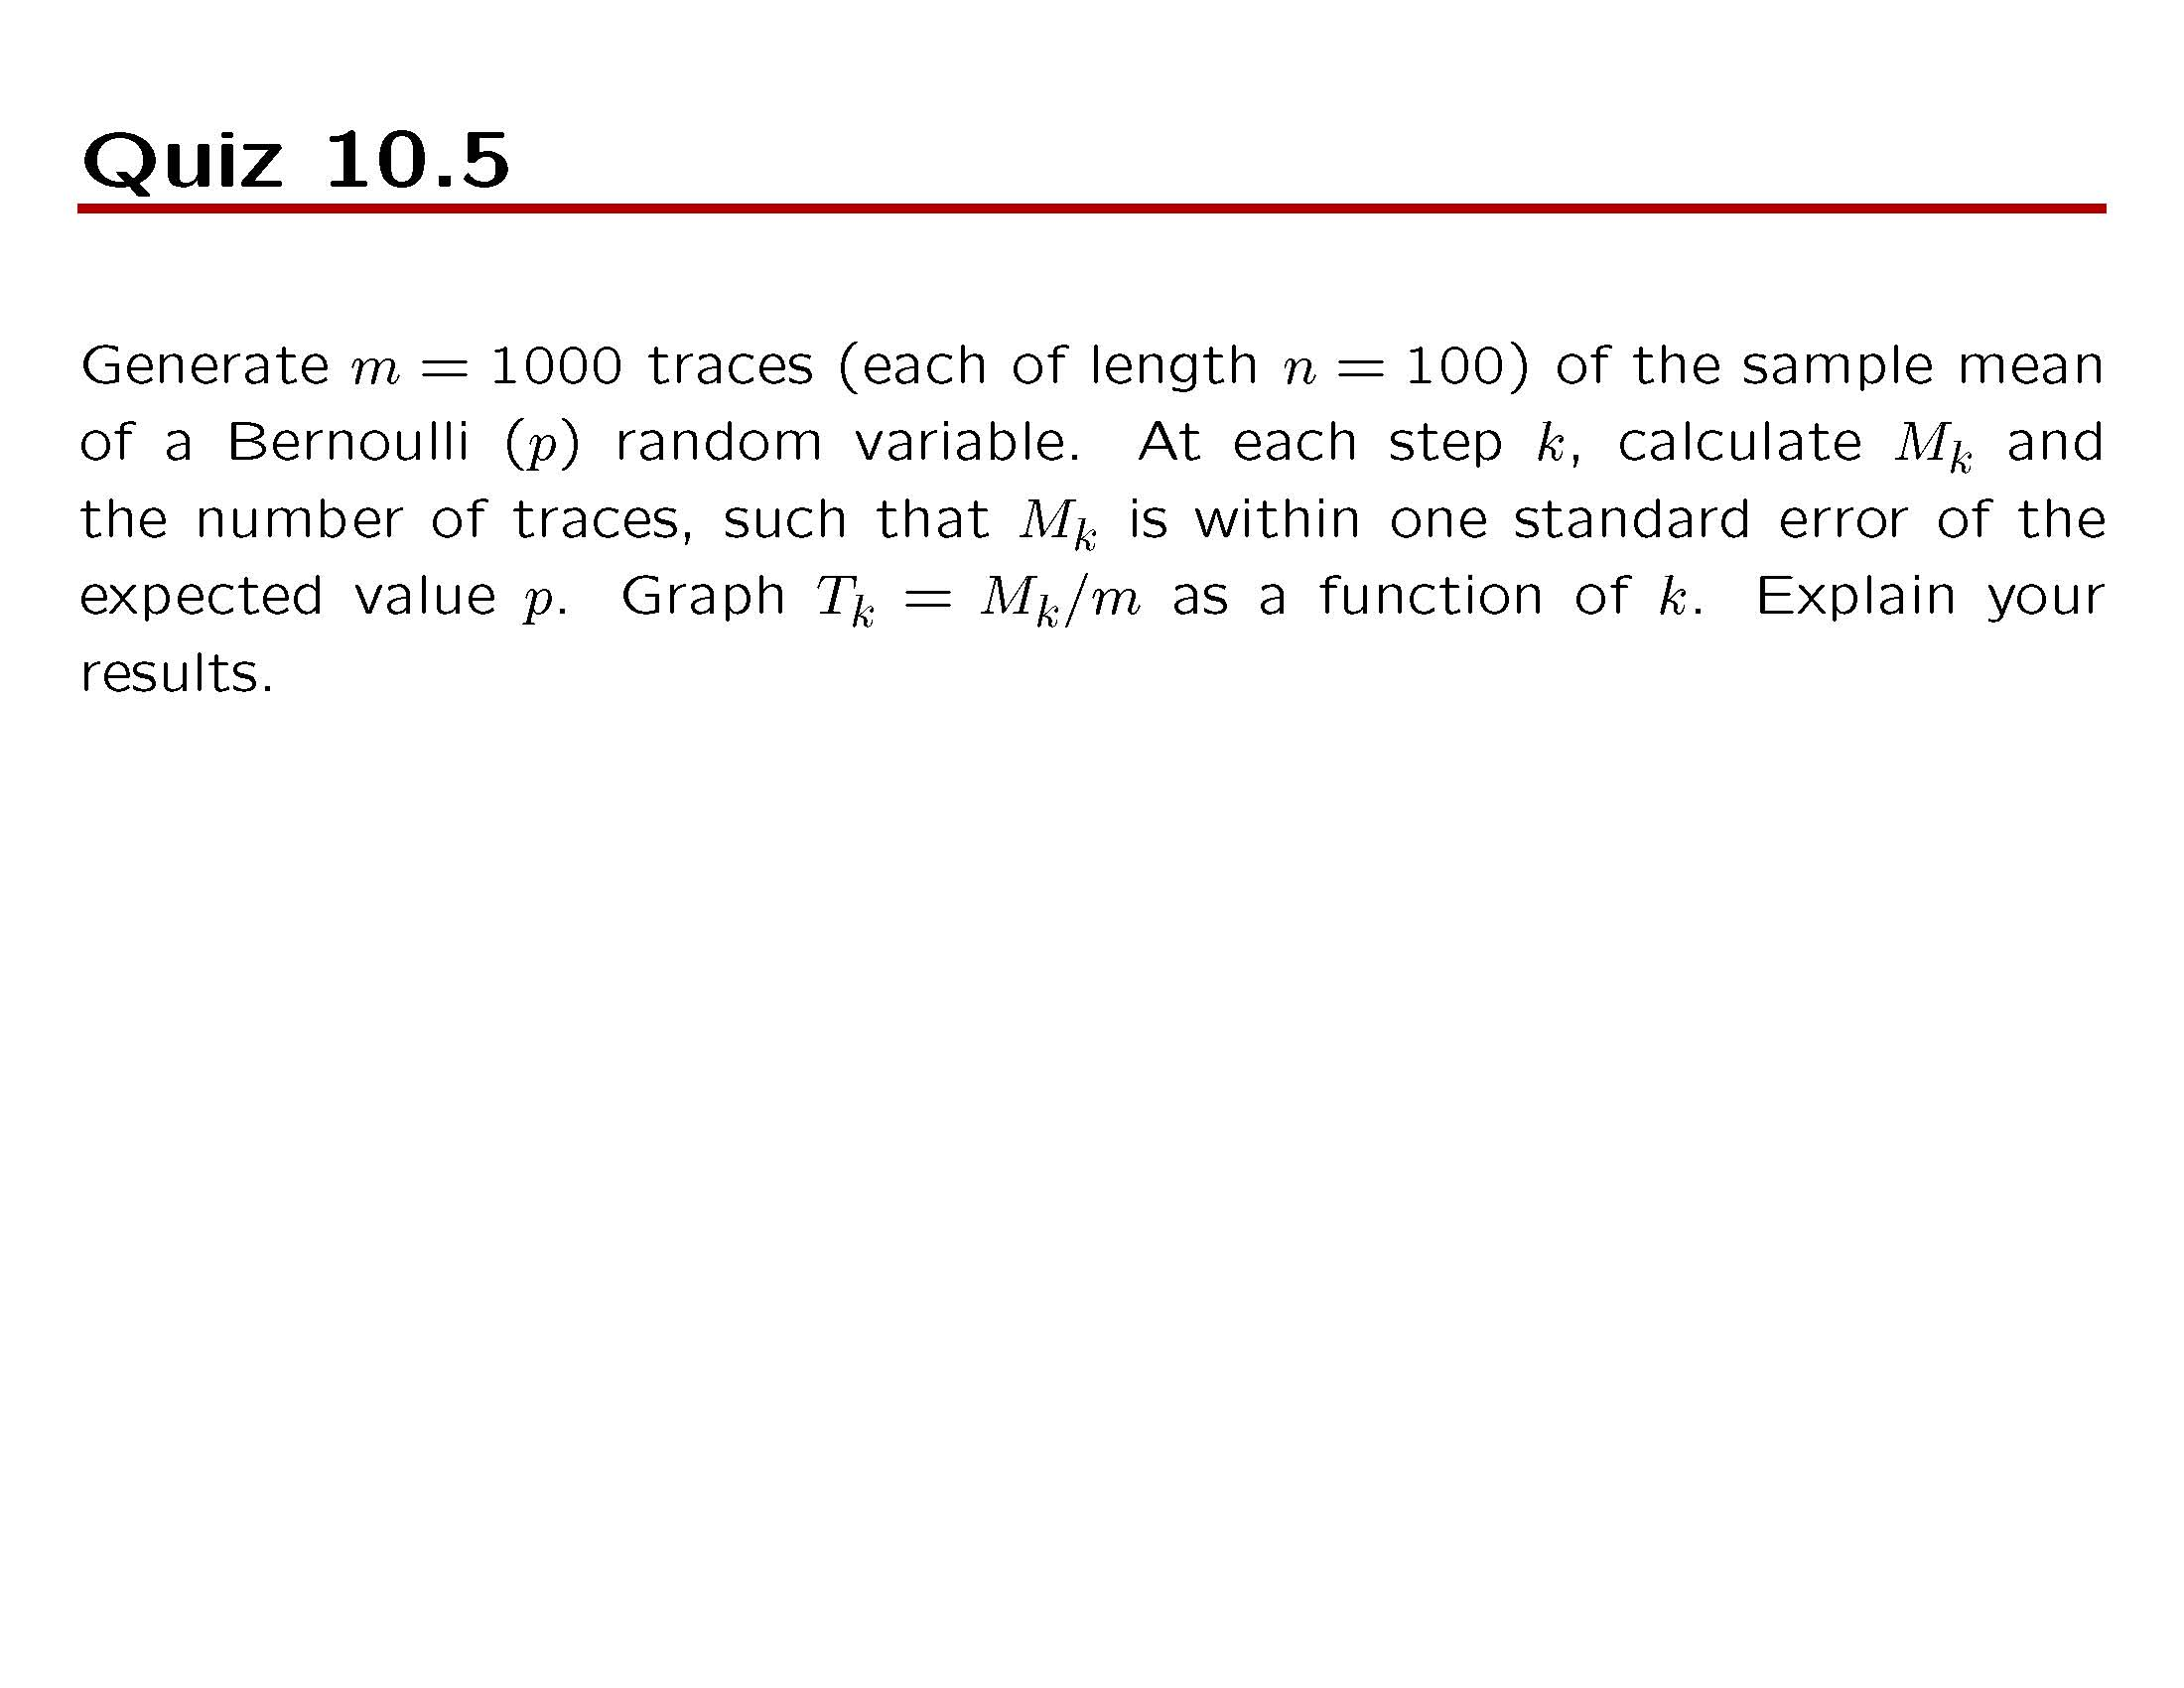 Quiz 10.5
Generate m = 1000 traces (each of length n = 100) of the sample mean
of a Bernoulli (p) random variable. At each step k, calculate M_k and
the number of traces, such that M_k is within one standard error of the
expected value p. Graph T_k = M_k/m as a function of k. Explain your
results.